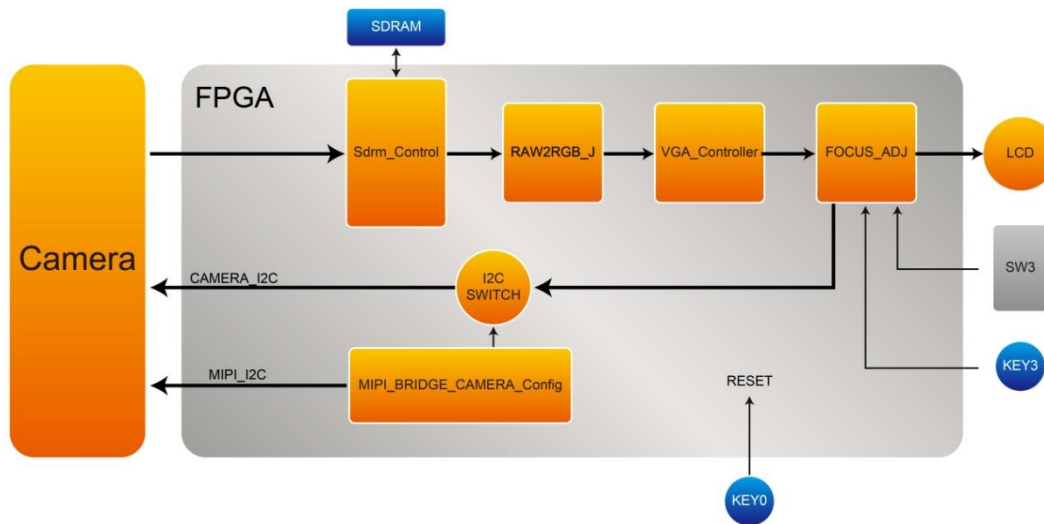 SDRAM
FPGA
Sdrm_Control
RAW2RGB_J
VGA_Controller
FOCUS_ADJ
LCD
Camera
CAMERA_I2C
I2C
SWITCH
SW3
MIPI_I2C
MIPI_BRIDGE_CAMERA_Config
RESET
KEY3
KEY0